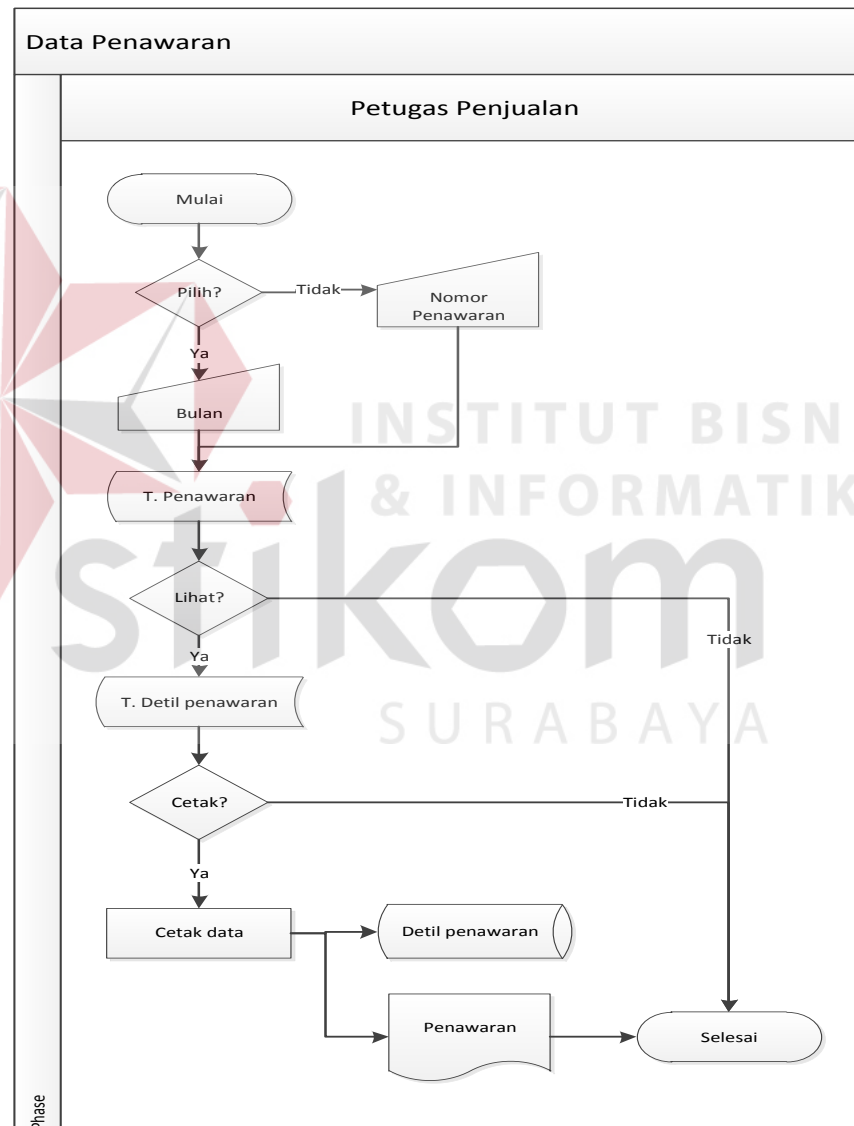 Data Penawaran
Petugas Penjualan
Mulai
Pilih?
Tidak
Nomor
Penawaran
Ya
Bulan
INSTITUT BISN
T. Penawaran
& INFORMATIK
stikom
Lihat?
Tidak
Ya
T. Detil penawaran
SURABAYA
Cetak?
Tidak
Ya
Cetak data
Detil penawaran
Penawaran
Selesai
Phase